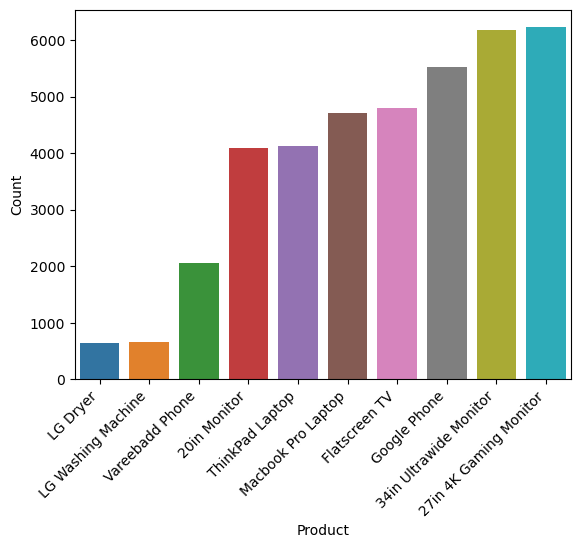 6000
5000
4000
3000
2000
1000
0
Count
LG Dryer
LG Washing Machine
Vareebadd Phone
20in Monitor
ThinkPad Laptop
Macbook Pro Laptop
Flatscreen TV
Google Phone
34in Ultrawide Monitor
27in 4K Gaming Monitor
Product